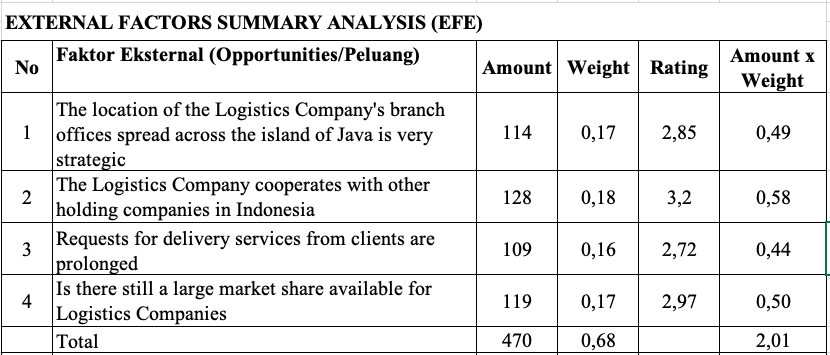 EXTERNAL FACTORS SUMMARY ANALYSIS (EFE)
No Faktor Eksternal (Opportunities/Peluang) Amount Weight Rating Amount x
Weight
The location of the Logistics Company's branch
1 offices spread across the island of Java is very 114 0,17 2,85 0,49
strategic
The Logistics Company cooperates with other
2 128 0,18 3,2 0,58
holding companies in Indonesia
Requests for delivery services from clients are
3 109 0,16 2,72 0,44
prolonged
Is there still a large market share available for
4 119 0,17 2,97 0,50
Logistics Companies
Total 470 0,68 2,01